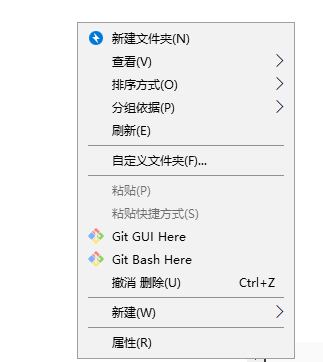 新建文件夹(N)
查看(V)
排序方式(O)
分组依据(P)
刷新(E)
自定义文件夹(F)...
粘贴(P)
粘贴快捷方式(S)
Git GUI Here
Git Bash Here
撤消 删除(U) Ctrl+Z
新建(W)
属性(R)